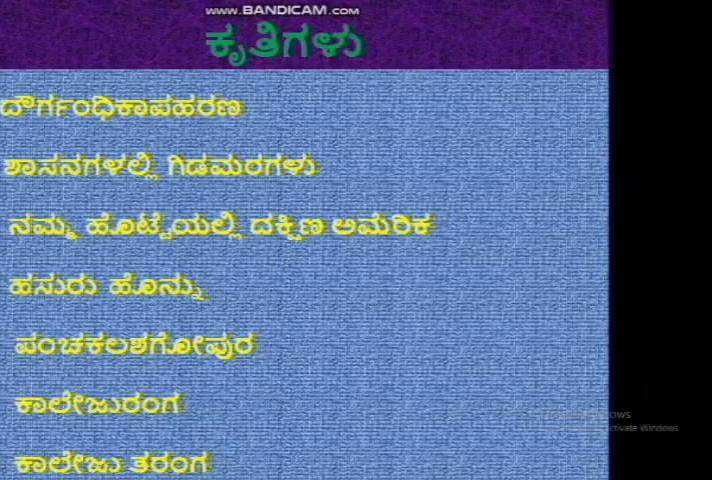 www.BANDICAM.com
ಕೃತಿಗಳು
ದೌರ್ಗಂಧಿಕಾಪಹರಣ
ಶಾಸನಗಳಲ್ಲಿ ಗಿಡಮರಗಳು
ನಮ್ಮ ಹೊಟ್ಟೆಯಲ್ಲಿ ದಕ್ಷಿಣ ಅಮೆರಿಕ
ಹಸುರು ಹೊನ್ನು
ಪಂಚಕಲಶಗೋಪುರ
ಕಾಲೇಜುರಂಗ
ಕಾಲೇಜು ತರಂಗ